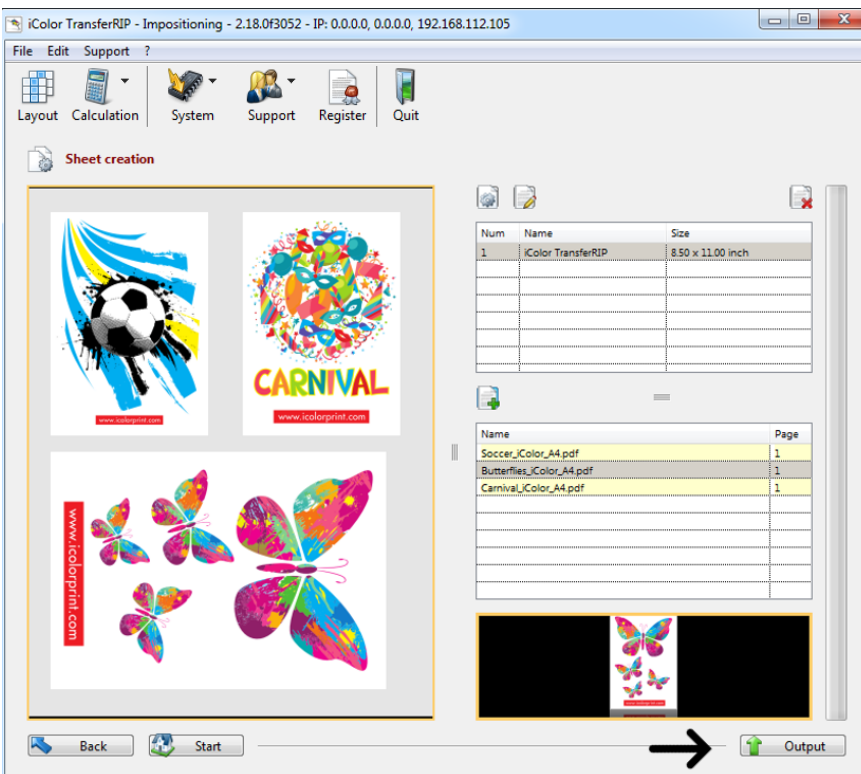 iColor TransferRIP - Impositioning - 2.18.0f3052 - IP: 0.0.0.0, 0.0.0.0, 192.168.112.105
File Edit Support ?
Layout Calculation System Support Register Quit
Sheet creation
www.icolorprint.com
CARNIVAL
www.icolorprint.com
www.icolorprint.com
Num Name Size
1 iColor TransferRIP 8.50 x 11.00 inch
Name Page
Soccer_iColor_A4.pdf 1
Butterflies_iColor_A4.pdf 1
Carnival_iColor_A4.pdf 1
Back Start Output